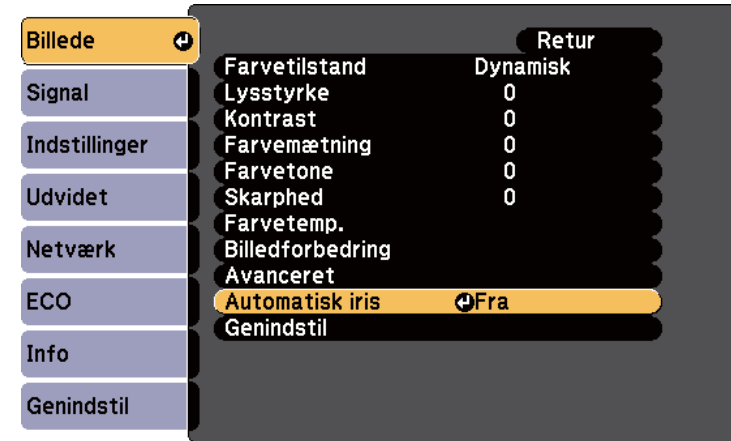 Billede
Signal
Indstillinger
Udvidet
Netværk
ECO
Info
Genindstil
Retur
Farvetilstand Dynamisk
Lysstyrke 0
Kontrast 0
Farvemætning 0
Farvetone 0
Skarphed 0
Farvetemp.
Billedforbedring
Avanceret
Automatisk iris Fra
Genindstil